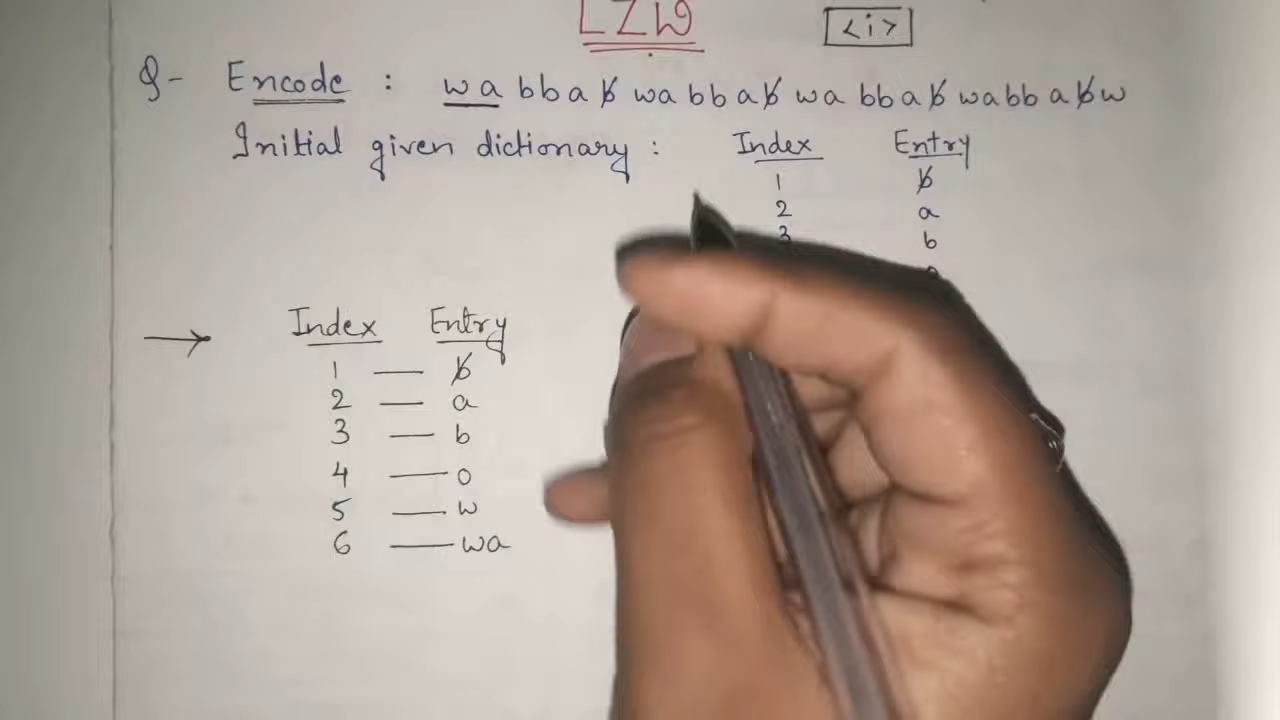 LZW <i>
Q- Encode : wabbab̸ wabbab̸ wabbab̸ wabbab̸w
Initial given dictionary : Index Entry
1 b̸
2 a
3 b
Index Entry
1 — b̸
2 — a
3 — b
4 — o
5 — w
6 — wa